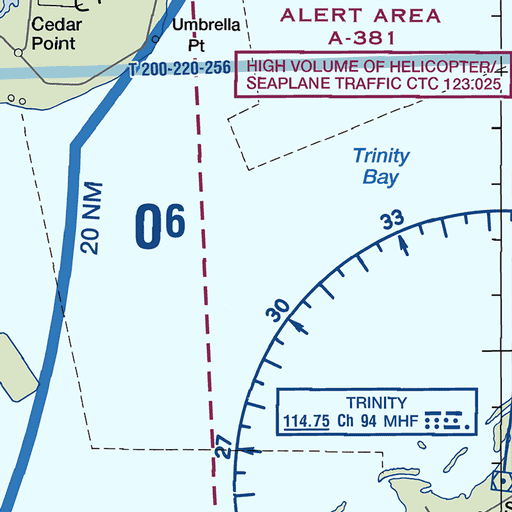 ALERT AREA
A-381
Umbrella
Pt
Cedar
Point
T 200-220-256
HIGH VOLUME OF HELICOPTER/
SEAPLANE TRAFFIC CTC 123.025
Trinity
Bay
20 NM
06
33
30
27
TRINITY
114.75 Ch 94 MHF